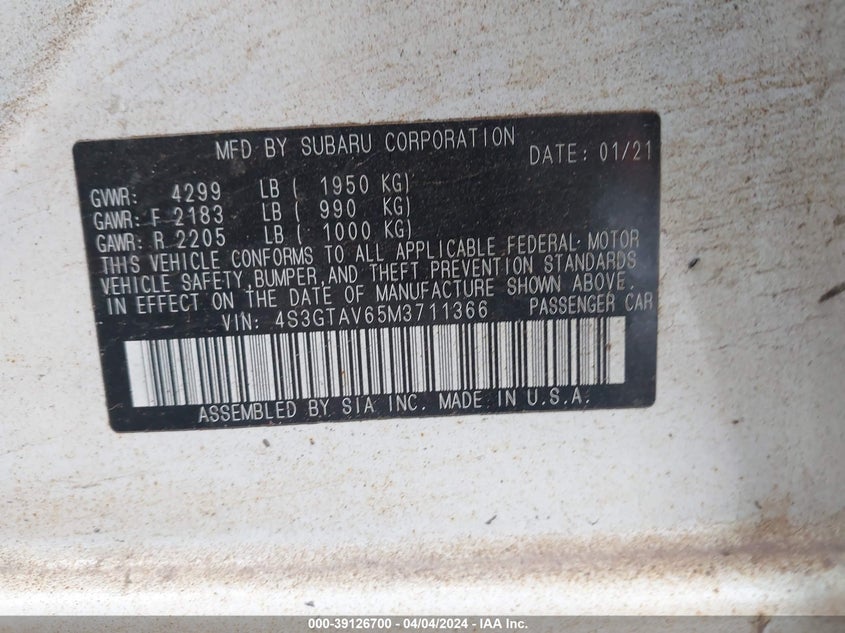 MFD BY SUBARU CORPORATION DATE: 01/21
GVWR: 4299 LB ( 1950 KG)
GAWR: F 2183 LB ( 990 KG)
GAWR: R 2205 LB ( 1000 KG)
THIS VEHICLE CONFORMS TO ALL APPLICABLE FEDERAL MOTOR
VEHICLE SAFETY, BUMPER, AND THEFT PREVENTION STANDARDS
IN EFFECT ON THE DATE OF MANUFACTURE SHOWN ABOVE.
VIN: 4S3GTAV65M3711366 PASSENGER CAR
ASSEMBLED BY SIA INC. MADE IN U.S.A.
000-39126700 - 04/04/2024 - IAA Inc.